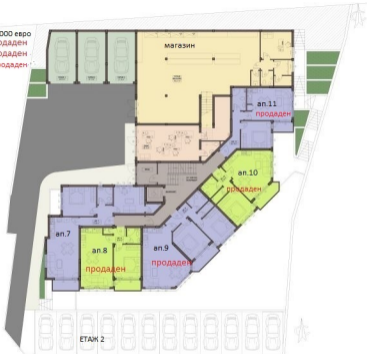 000 евро
продаден
продаден
продаден
магазин
ап.11
продаден
ап.10
продаден
ап.7
ап.8
продаден
ап.9
продаден
ЕТАЖ 2